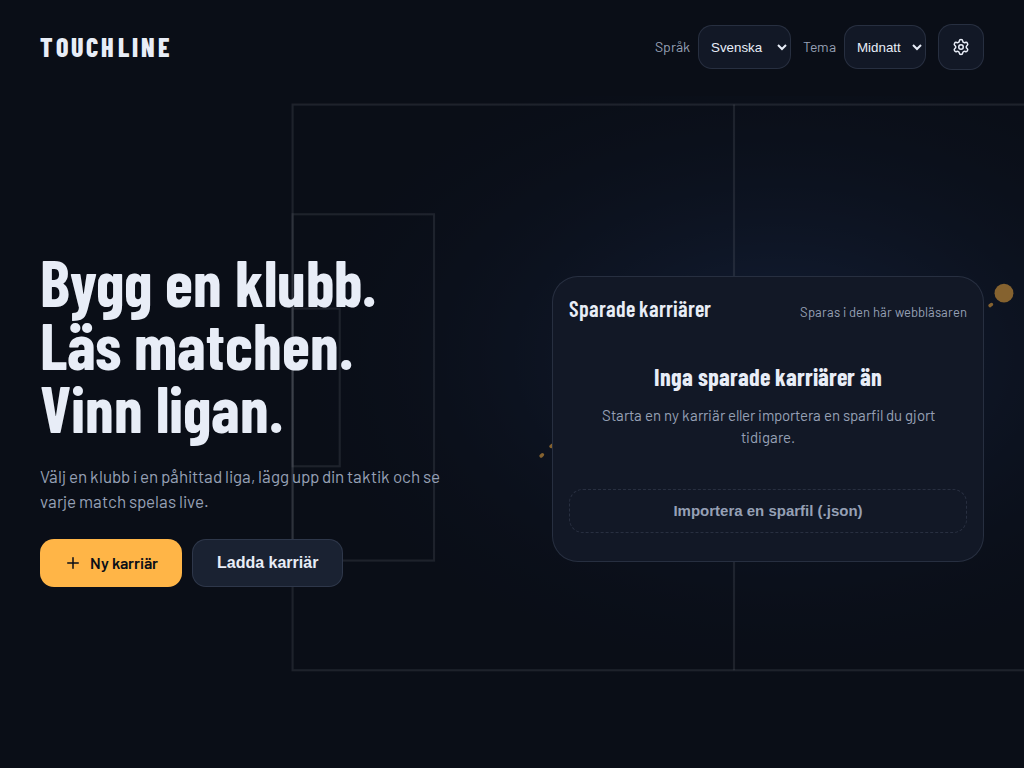 TOUCHLINE
Språk Svenska Tema Midnatt
Bygg en klubb.
Läs matchen.
Vinn ligan.
Välj en klubb i en påhittad liga, lägg upp din taktik och se
varje match spelas live.
Ny karriär Ladda karriär
Sparade karriärer Sparas i den här webbläsaren
Inga sparade karriärer än
Starta en ny karriär eller importera en sparfil du gjort
tidigare.
Importera en sparfil (.json)